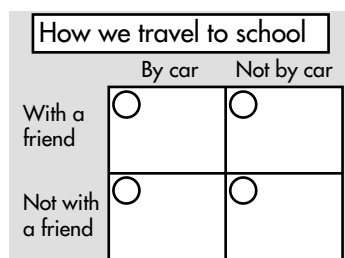 How we travel to school
By car Not by car
With a
friend
Not with
a friend